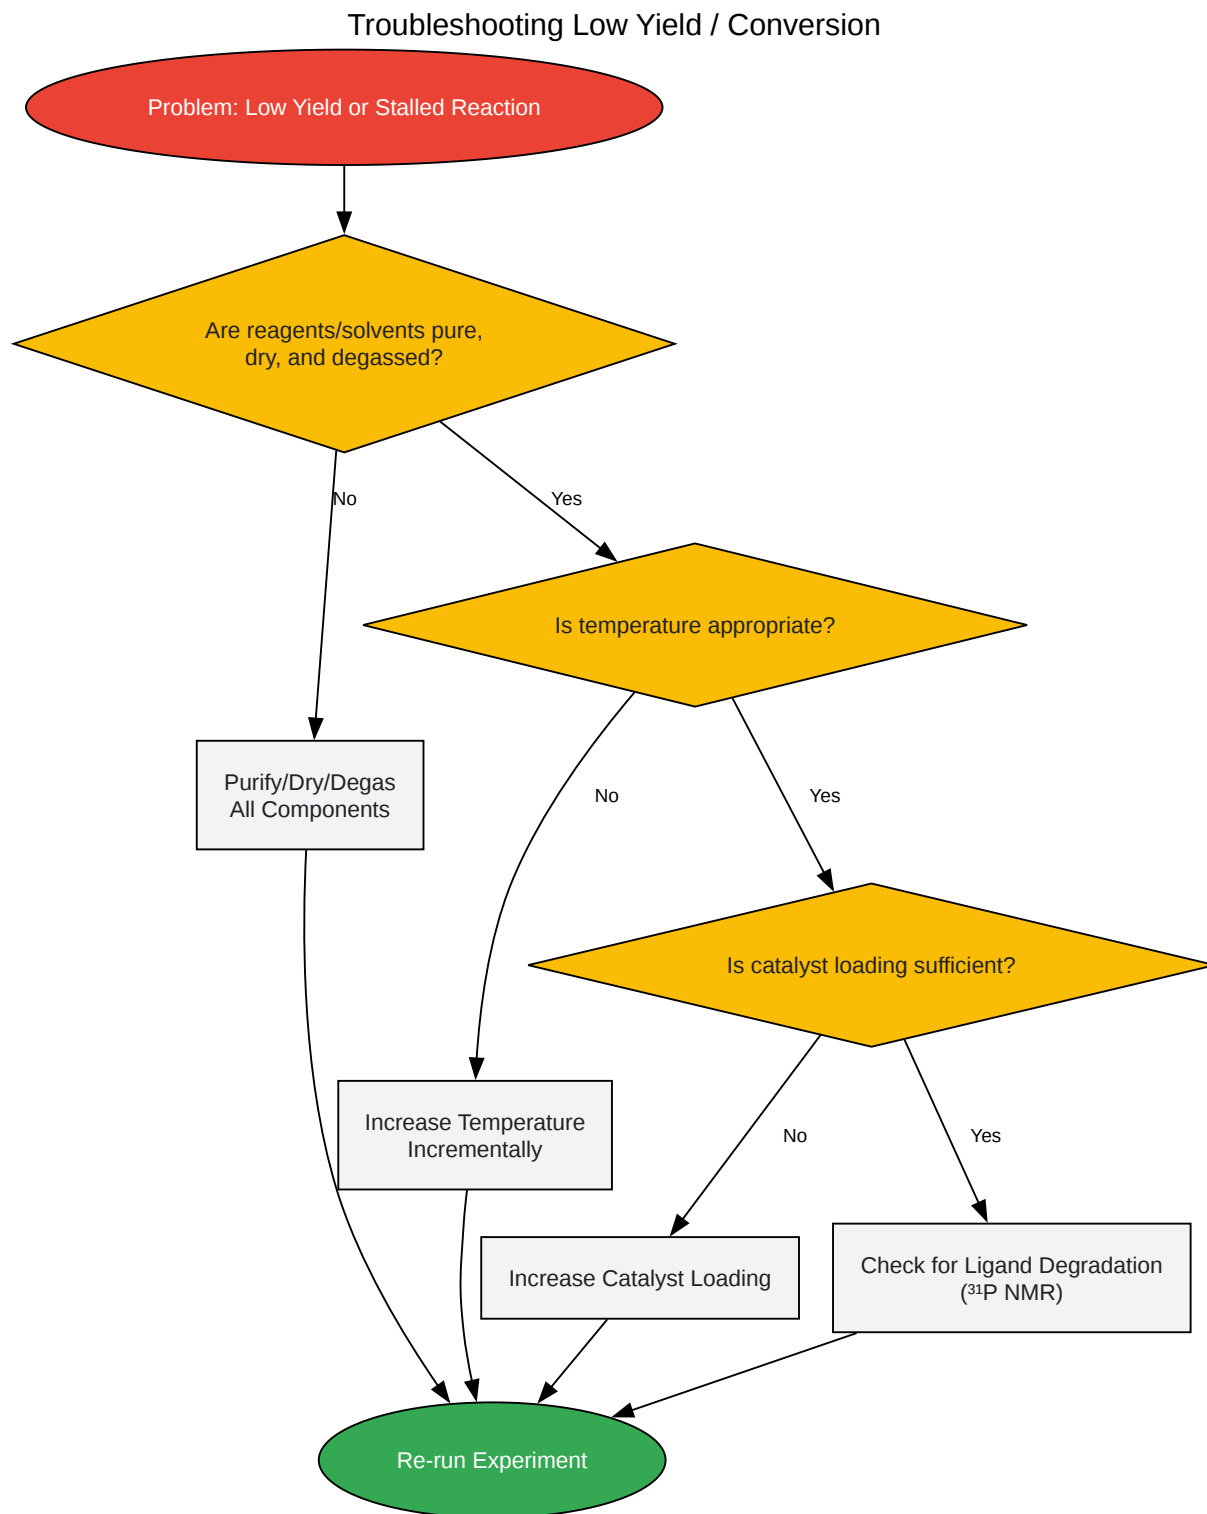 Troubleshooting Low Yield / Conversion
Problem: Low Yield or Stalled Reaction
Are reagents/solvents pure,
dry, and degassed?
No
Yes
Is temperature appropriate?
Purify/Dry/Degas
All Components
No
Yes
Is catalyst loading sufficient?
Increase Temperature
Incrementally
No
Yes
Increase Catalyst Loading
Check for Ligand Degradation
(³¹P NMR)
Re-run Experiment